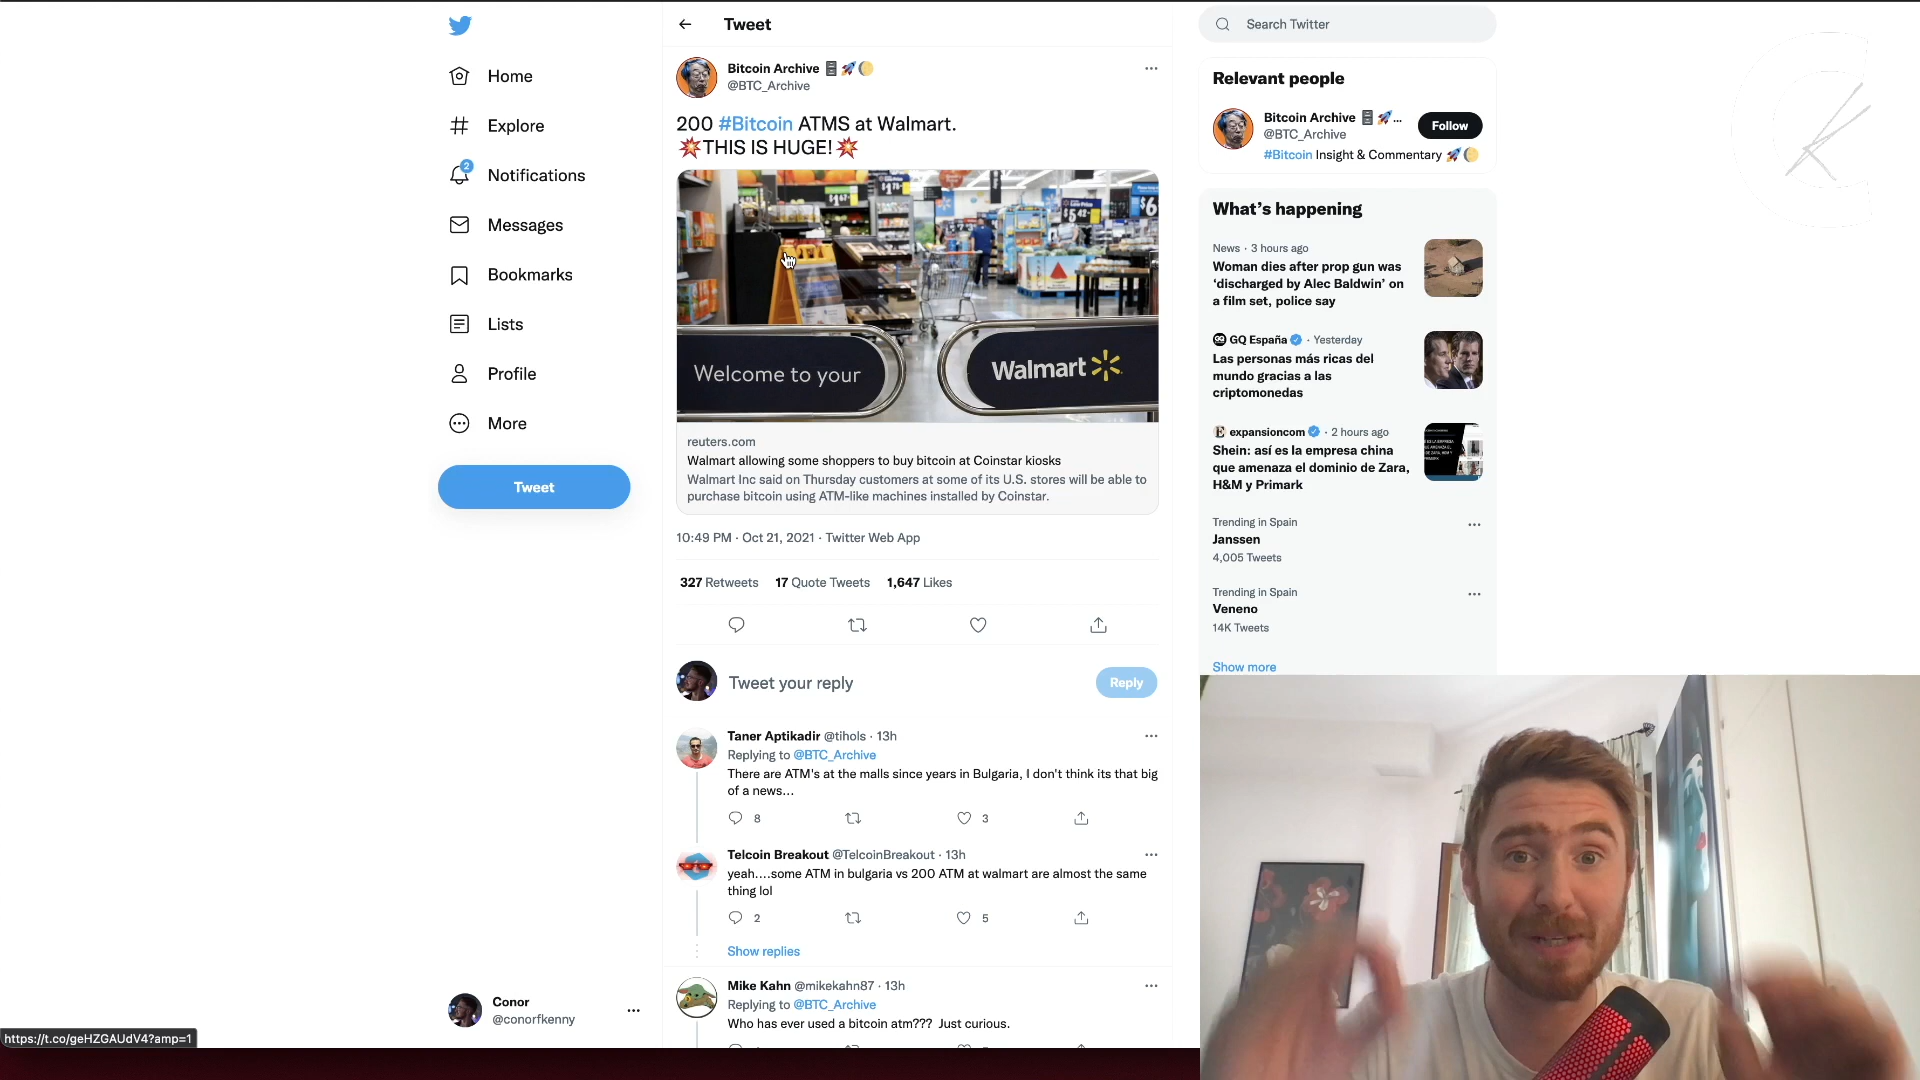 Home
Explore
2
Notifications
Messages
Bookmarks
Lists
Profile
More
Tweet
Conor
@conorfkenny
https://t.co/geHZGAUdV4?amp=1
Tweet
Bitcoin Archive
@BTC_Archive
200 #Bitcoin ATMS at Walmart.
THIS IS HUGE!
Welcome to your
Walmart
reuters.com
Walmart allowing some shoppers to buy bitcoin at Coinstar kiosks
Walmart Inc said on Thursday customers at some of its U.S. stores will be able to
purchase bitcoin using ATM-like machines installed by Coinstar.
10:49 PM · Oct 21, 2021 · Twitter Web App
327 Retweets 17 Quote Tweets 1,647 Likes
Tweet your reply
Reply
Taner Aptikadir @tihols · 13h
Replying to @BTC_Archive
There are ATM's at the malls since years in Bulgaria, I don't think its that big
of a news...
8
3
Telcoin Breakout @TelcoinBreakout · 13h
yeah....some ATM in bulgaria vs 200 ATM at walmart are almost the same
thing lol
2
5
Show replies
Mike Kahn @mikekahn87 · 13h
Replying to @BTC_Archive
Who has ever used a bitcoin atm??? Just curious.
Search Twitter
Relevant people
Bitcoin Archive ...
@BTC_Archive
Follow
#Bitcoin Insight & Commentary
What's happening
News · 3 hours ago
Woman dies after prop gun was
'discharged by Alec Baldwin' on
a film set, police say
GQ España · Yesterday
Las personas más ricas del
mundo gracias a las
criptomonedas
expansioncom · 2 hours ago
Shein: así es la empresa china
que amenaza el dominio de Zara,
H&M y Primark
Trending in Spain
Janssen
4,005 Tweets
Trending in Spain
Veneno
14K Tweets
Show more